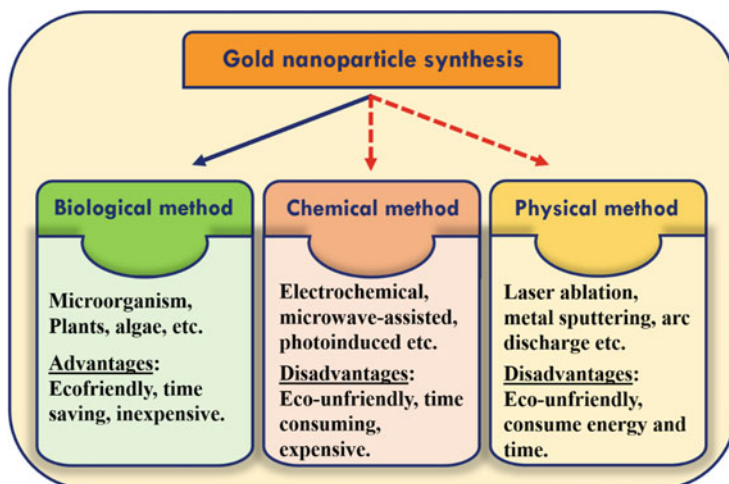 Gold nanoparticle synthesis
Biological method
Microorganism,
Plants, algae, etc.
Advantages:
Ecofriendly, time
saving, inexpensive.
Chemical method
Electrochemical,
microwave-assisted,
photoinduced etc.
Disadvantages:
Eco-unfriendly, time
consuming,
expensive.
Physical method
Laser ablation,
metal sputtering, arc
discharge etc.
Disadvantages:
Eco-unfriendly,
consume energy and
time.